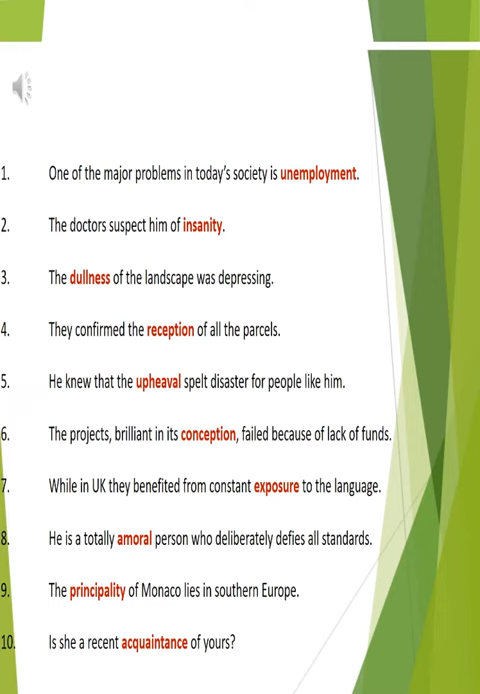 1. One of the major problems in today's society is unemployment.
2. The doctors suspect him of insanity.
3. The dullness of the landscape was depressing.
4. They confirmed the reception of all the parcels.
5. He knew that the upheaval spelt disaster for people like him.
6. The projects, brilliant in its conception, failed because of lack of funds.
7. While in UK they benefited from constant exposure to the language.
8. He is a totally amoral person who deliberately defies all standards.
9. The principality of Monaco lies in southern Europe.
10. Is she a recent acquaintance of yours?